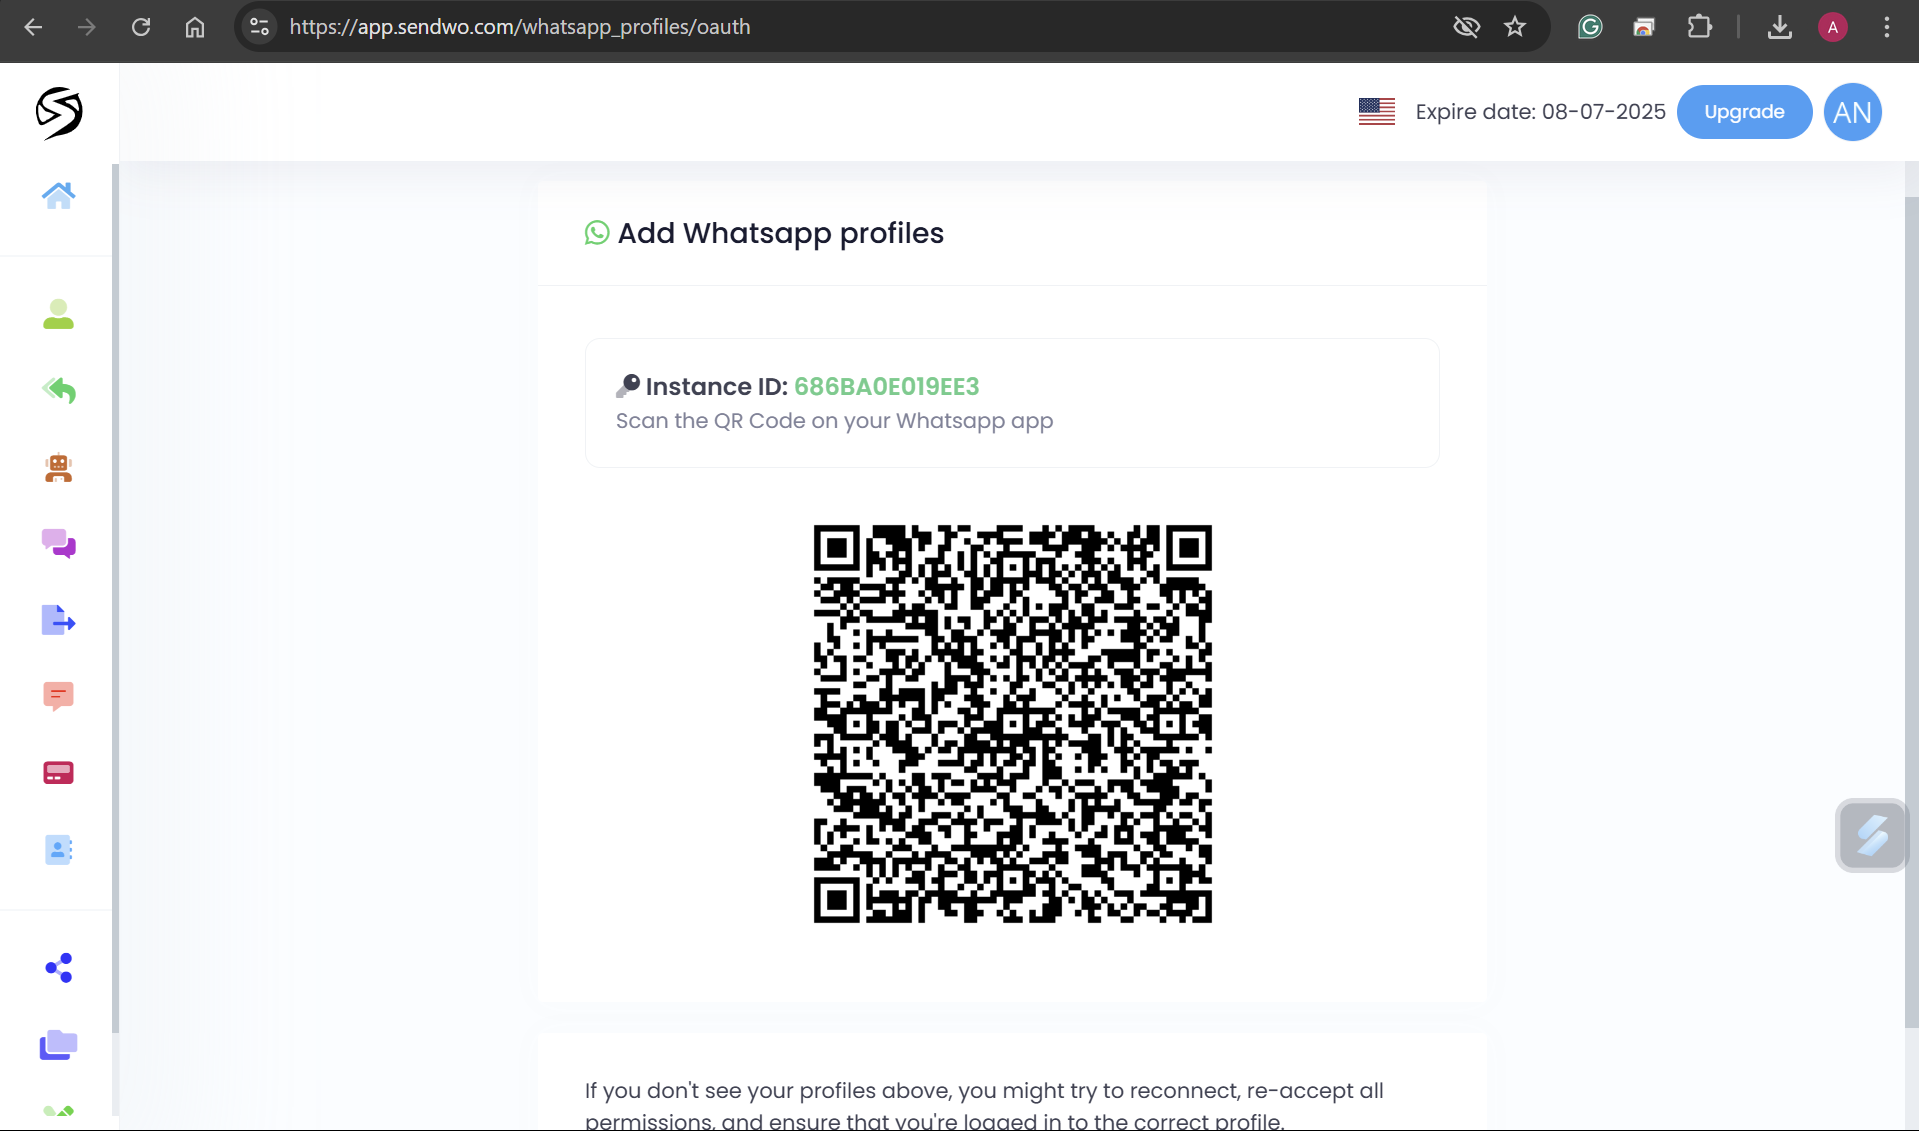 https://app.sendwo.com/whatsapp_profiles/oauth
A
Expire date: 08-07-2025
Upgrade
AN
Add Whatsapp profiles
Instance ID: 686BA0E019EE3
Scan the QR Code on your Whatsapp app
If you don't see your profiles above, you might try to reconnect, re-accept all
permissions, and ensure that you're logged in to the correct profile.